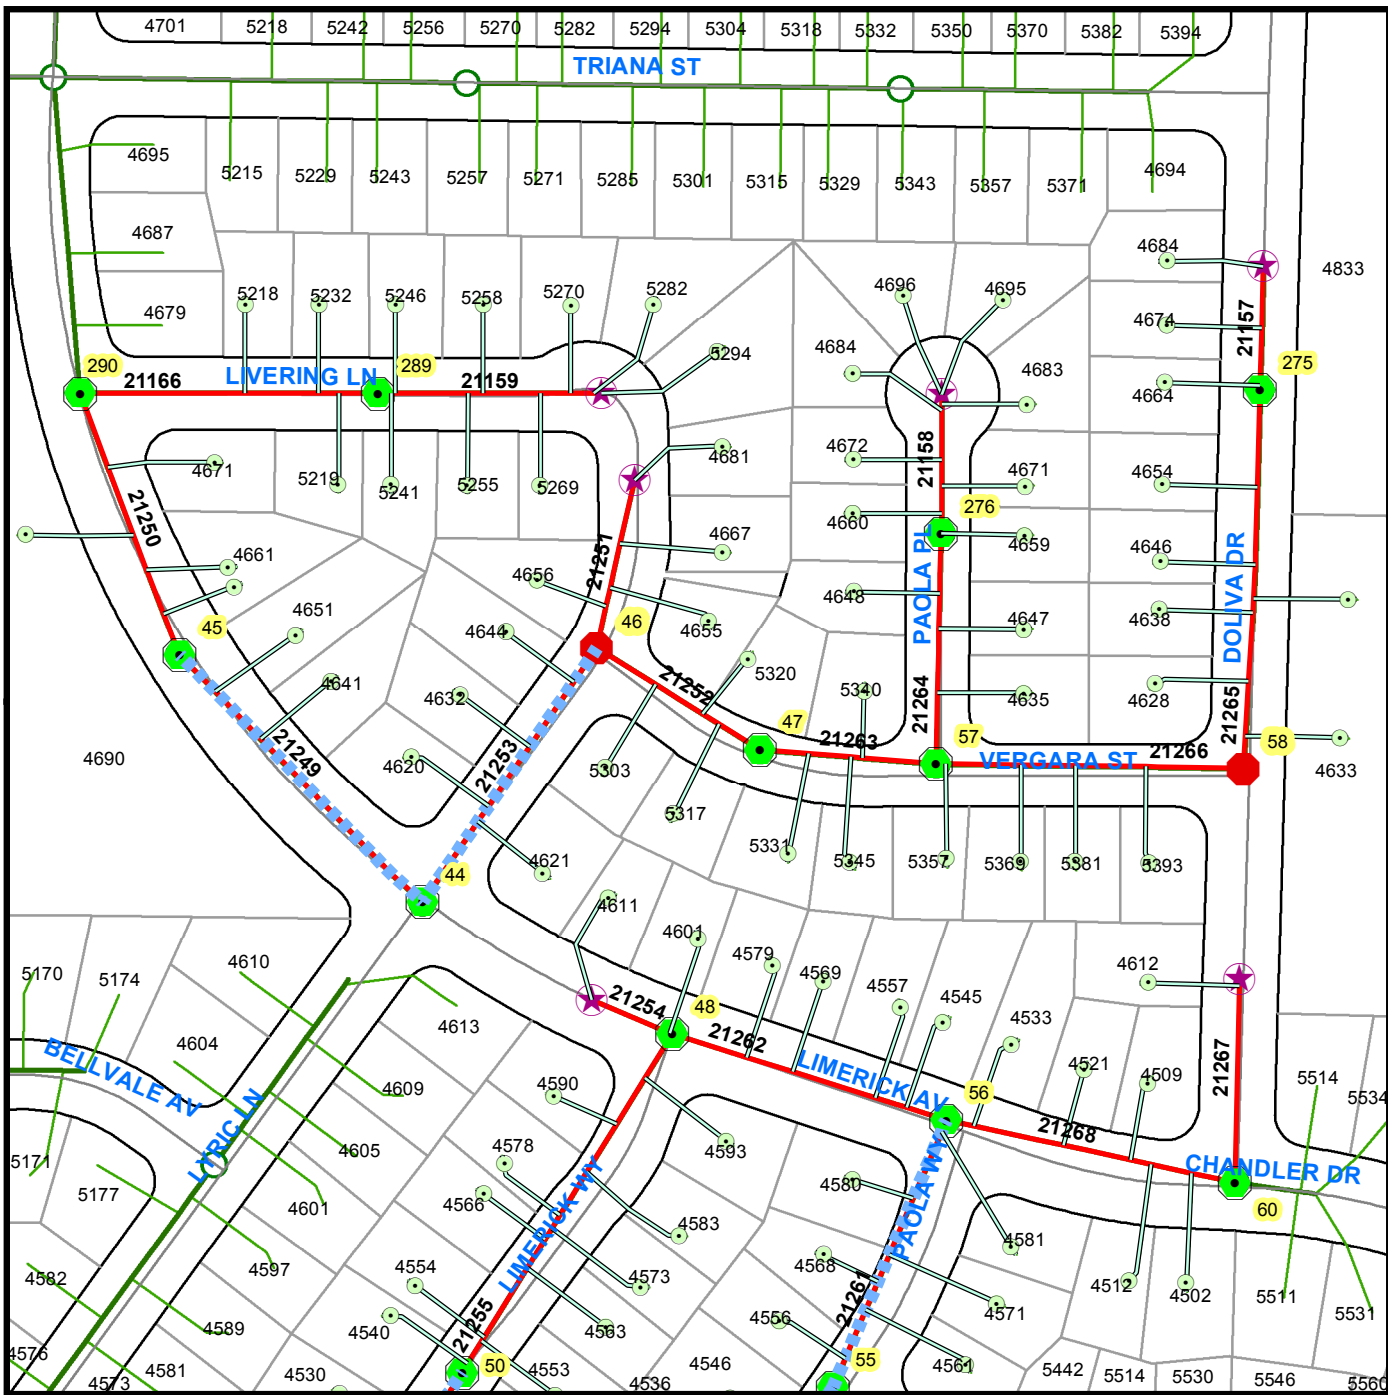 4701 5218 5242 5256 5270 5282 5294 5304 5318 5332 5350 5370 5382 5394
TRIANA ST
4695 5215 5229 5243 5257 5271 5285 5301 5315 5329 5343 5357 5371 4694
4687
4684
4833
4679 5218 5232 5246 5258 5270 5282 4696 4695
4674
21157
290 289 5294 4684 4683 275
21166 LIVERING LN 21159
4664
4671 5219 5241 5255 5269 4681 4672 21158 4671 4654
21250
276
4661 4656 21251 4667 4660 4659 4646
PAOLA PL
DOLIVA DR
4651 45 4644 46 4655 4648 4647 4638
4641 4632 21252 5320 5340 4635 4628
21264 21265
47 57 58
21249 21253 21263 VERGARA ST 21266
4690 4620 5303 4633
5317
4621 5331 5345 5357 5369 5381 5393
44
4611
4601
5170 5174 4610 4579 4569 4557 4545 4533 4612
21254 48
4613 21262
4604
BELLVALE AV
LIMERICK AV
4521 4509
21267
5514 5534
4590 56
4609 21268
LYRIC LN
4605 4578 4593
CHANDLER DR
5171 5177 4601 4566 LIMERICK WY 4583 4580 PAOLA WY 4581 60
4582 4597 4554 4573 4568 4512 4502 5511 5531
21255 21261 4571
4589 4540 4563 4556
4576 4573 4581 4530 50 4553 4536 4546 55 4561 5442 5514 5530 5546 5560